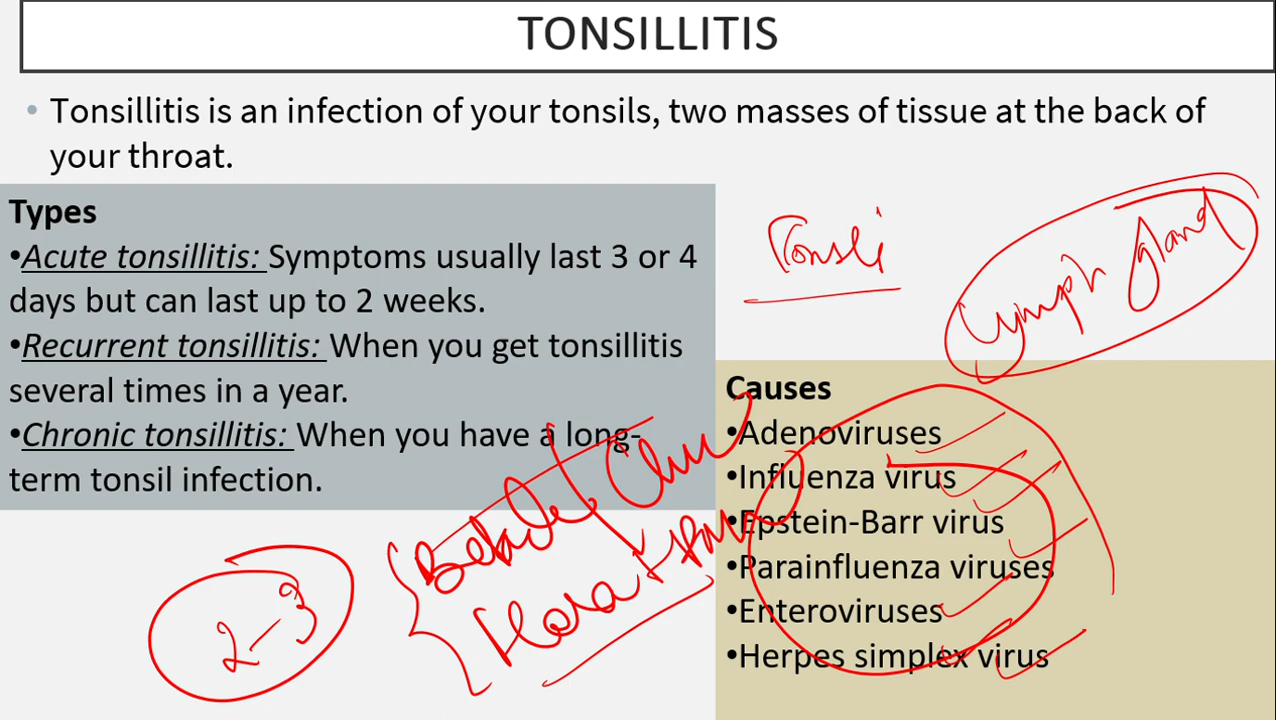 TONSILLITIS
• Tonsillitis is an infection of your tonsils, two masses of tissue at the back of
your throat.
Types
•Acute tonsillitis: Symptoms usually last 3 or 4
days but can last up to 2 weeks.
•Recurrent tonsillitis: When you get tonsillitis
several times in a year.
•Chronic tonsillitis: When you have a long-
term tonsil infection.
Tonsli
Lymph gland
Causes
•Adenoviruses
•Influenza virus
•Epstein-Barr virus
•Parainfluenza viruses
•Enteroviruses
•Herpes simplex virus
2-3